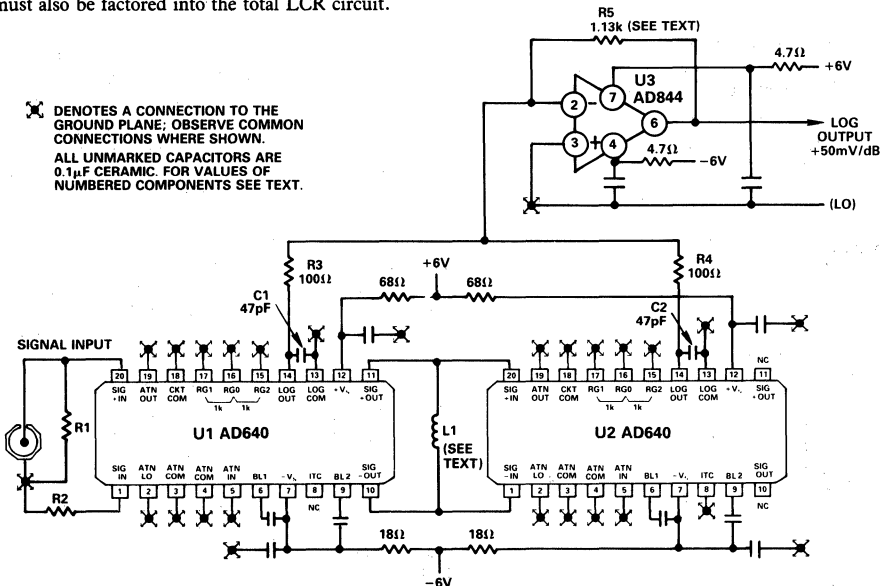 must also be factored into the total LCR circuit.
R5
1.13k (SEE TEXT)
4.7Ω
+6V
U3
AD844
2
−
7
6
3
+
4
LOG
OUTPUT
+50mV/dB
4.7Ω
−6V
(LO)
DENOTES A CONNECTION TO THE
GROUND PLANE; OBSERVE COMMON
CONNECTIONS WHERE SHOWN.
ALL UNMARKED CAPACITORS ARE
0.1μF CERAMIC. FOR VALUES OF
NUMBERED COMPONENTS SEE TEXT.
R3
100Ω
+6V
68Ω
68Ω
R4
100Ω
C1
47pF
C2
47pF
SIGNAL INPUT
NC
20 19 18 17 16 15 14 13 12 11
SIG +IN
ATN OUT
CKT COM
RG1
RG0
RG2
LOG OUT
LOG COM
+V
SIG +OUT
1k 1k
U1 AD640
R1
SIG IN
ATN LO
ATN COM
ATN COM
ATN IN
BL1
−V
ITC
BL2
SIG −OUT
1 2 3 4 5 6 7 8 9 10
NC
R2
L1
(SEE
TEXT)
20 19 18 17 16 15 14 13 12 11
SIG +IN
ATN OUT
CKT COM
RG1
RG0
RG2
LOG OUT
LOG COM
+V
SIG +OUT
1k 1k
U2 AD640
SIG −IN
ATN LO
ATN COM
ATN COM
ATN IN
BL1
−V
ITC
BL2
SIG OUT
1 2 3 4 5 6 7 8 9 10
NC
18Ω
18Ω
−6V